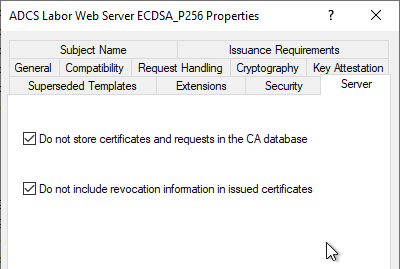 ADCS Labor Web Server ECDSA_P256 Properties
Subject Name Issuance Requirements
General Compatibility Request Handling Cryptography Key Attestation
Superseded Templates Extensions Security Server
Do not store certificates and requests in the CA database
Do not include revocation information in issued certificates